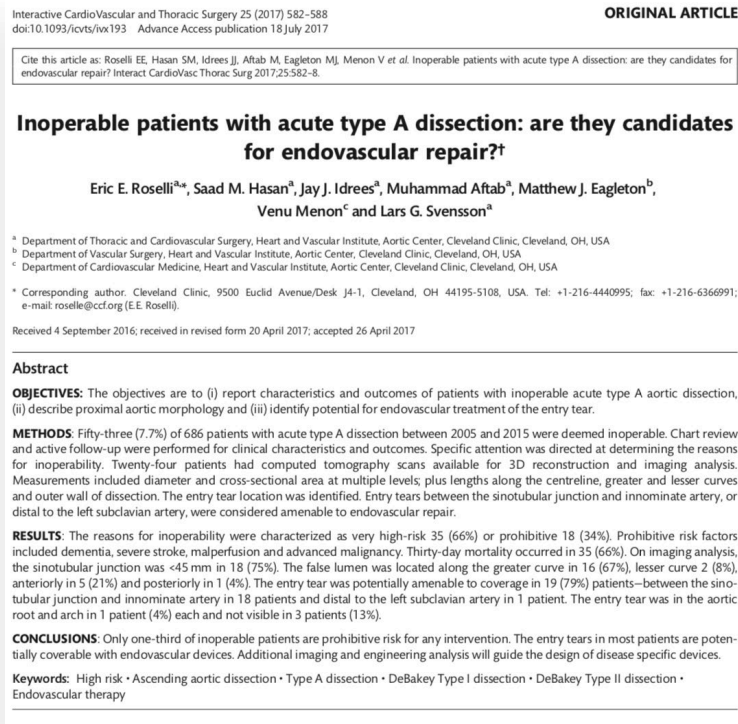 Interactive CardioVascular and Thoracic Surgery 25 (2017) 582–588
doi:10.1093/icvts/ivx193 Advance Access publication 18 July 2017
ORIGINAL ARTICLE
Cite this article as: Roselli EE, Hasan SM, Idrees JJ, Aftab M, Eagleton MJ, Menon V et al. Inoperable patients with acute type A dissection: are they candidates for
endovascular repair? Interact CardioVasc Thorac Surg 2017;25:582–8.
Inoperable patients with acute type A dissection: are they candidates
for endovascular repair?†
Eric E. Rosellia,*, Saad M. Hasana, Jay J. Idreesa, Muhammad Aftaba, Matthew J. Eagletonb,
Venu Menonc and Lars G. Svenssona
a Department of Thoracic and Cardiovascular Surgery, Heart and Vascular Institute, Aortic Center, Cleveland Clinic, Cleveland, OH, USA
b Department of Vascular Surgery, Heart and Vascular Institute, Aortic Center, Cleveland Clinic, Cleveland, OH, USA
c Department of Cardiovascular Medicine, Heart and Vascular Institute, Aortic Center, Cleveland Clinic, Cleveland, OH, USA
* Corresponding author. Cleveland Clinic, 9500 Euclid Avenue/Desk J4-1, Cleveland, OH 44195-5108, USA. Tel: +1-216-4440995; fax: +1-216-6366991;
e-mail: roselle@ccf.org (E.E. Roselli).
Received 4 September 2016; received in revised form 20 April 2017; accepted 26 April 2017
Abstract
OBJECTIVES: The objectives are to (i) report characteristics and outcomes of patients with inoperable acute type A aortic dissection,
(ii) describe proximal aortic morphology and (iii) identify potential for endovascular treatment of the entry tear.
METHODS: Fifty-three (7.7%) of 686 patients with acute type A dissection between 2005 and 2015 were deemed inoperable. Chart review
and active follow-up were performed for clinical characteristics and outcomes. Specific attention was directed at determining the reasons
for inoperability. Twenty-four patients had computed tomography scans available for 3D reconstruction and imaging analysis.
Measurements included diameter and cross-sectional area at multiple levels; plus lengths along the centreline, greater and lesser curves
and outer wall of dissection. The entry tear location was identified. Entry tears between the sinotubular junction and innominate artery, or
distal to the left subclavian artery, were considered amenable to endovascular repair.
RESULTS: The reasons for inoperability were characterized as very high-risk 35 (66%) or prohibitive 18 (34%). Prohibitive risk factors
included dementia, severe stroke, malperfusion and advanced malignancy. Thirty-day mortality occurred in 35 (66%). On imaging analysis,
the sinotubular junction was <45 mm in 18 (75%). The false lumen was located along the greater curve in 16 (67%), lesser curve 2 (8%),
anteriorly in 5 (21%) and posteriorly in 1 (4%). The entry tear was potentially amenable to coverage in 19 (79%) patients—between the sino-
tubular junction and innominate artery in 18 patients and distal to the left subclavian artery in 1 patient. The entry tear was in the aortic
root and arch in 1 patient (4%) each and not visible in 3 patients (13%).
CONCLUSIONS: Only one-third of inoperable patients are prohibitive risk for any intervention. The entry tears in most patients are poten-
tially coverable with endovascular devices. Additional imaging and engineering analysis will guide the design of disease specific devices.
Keywords: High risk • Ascending aortic dissection • Type A dissection • DeBakey Type I dissection • DeBakey Type II dissection •
Endovascular therapy